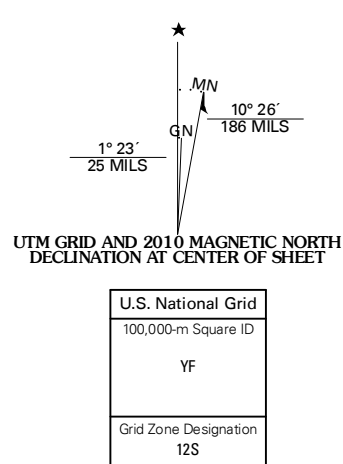 ★
MN
10° 26´
186 MILS
GN
1° 23´
25 MILS
UTM GRID AND 2010 MAGNETIC NORTH
DECLINATION AT CENTER OF SHEET
U.S. National Grid
100,000-m Square ID
YF
Grid Zone Designation
12S